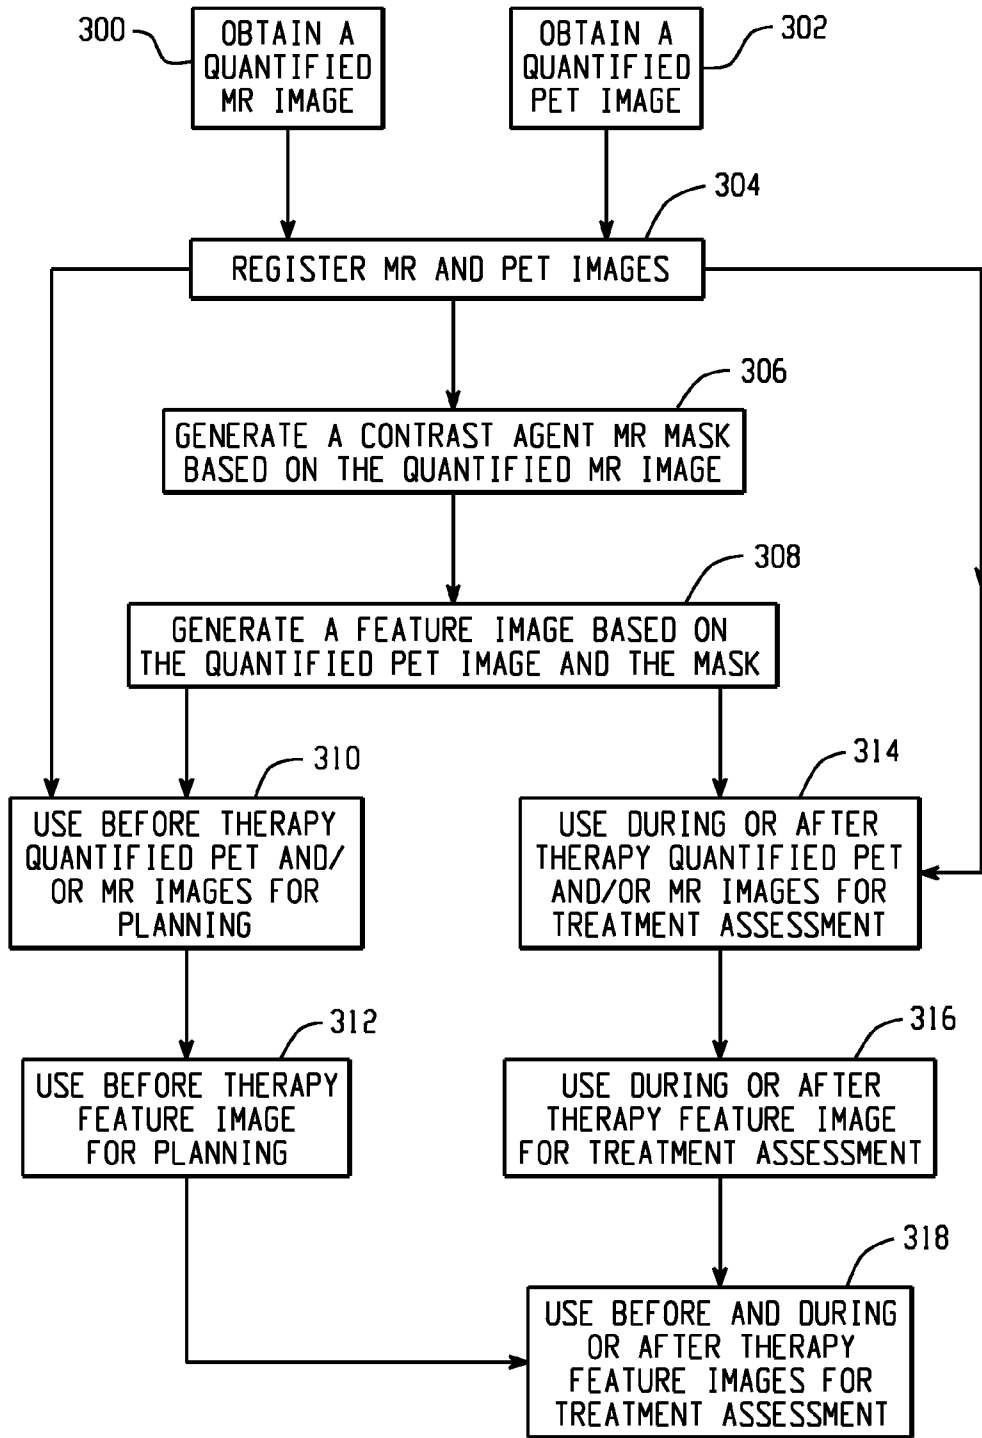 300
OBTAIN A
QUANTIFIED
MR IMAGE
OBTAIN A
QUANTIFIED
PET IMAGE
302
304
REGISTER MR AND PET IMAGES
306
GENERATE A CONTRAST AGENT MR MASK
BASED ON THE QUANTIFIED MR IMAGE
308
GENERATE A FEATURE IMAGE BASED ON
THE QUANTIFIED PET IMAGE AND THE MASK
310
USE BEFORE THERAPY
QUANTIFIED PET AND/
OR MR IMAGES FOR
PLANNING
314
USE DURING OR AFTER
THERAPY QUANTIFIED PET
AND/OR MR IMAGES FOR
TREATMENT ASSESSMENT
312
USE BEFORE THERAPY
FEATURE IMAGE
FOR PLANNING
316
USE DURING OR AFTER
THERAPY FEATURE IMAGE
FOR TREATMENT ASSESSMENT
318
USE BEFORE AND DURING
OR AFTER THERAPY
FEATURE IMAGES FOR
TREATMENT ASSESSMENT